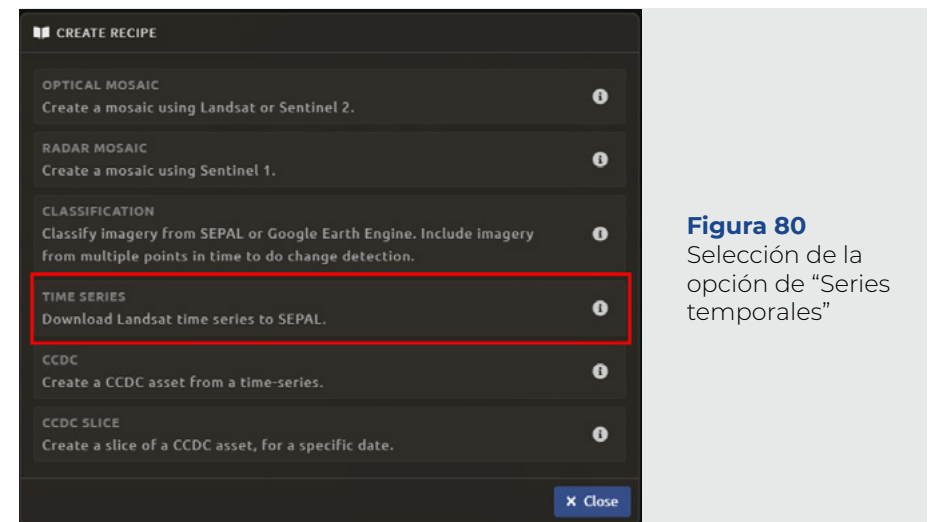 CREATE RECIPE
OPTICAL MOSAIC
Create a mosaic using Landsat or Sentinel 2.
RADAR MOSAIC
Create a mosaic using Sentinel 1.
CLASSIFICATION
Classify imagery from SEPAL or Google Earth Engine. Include imagery
from multiple points in time to do change detection.
TIME SERIES
Download Landsat time series to SEPAL.
CCDC
Create a CCDC asset from a time-series.
CCDC SLICE
Create a slice of a CCDC asset, for a specific date.
× Close
Figura 80
Selección de la
opción de “Series
temporales”